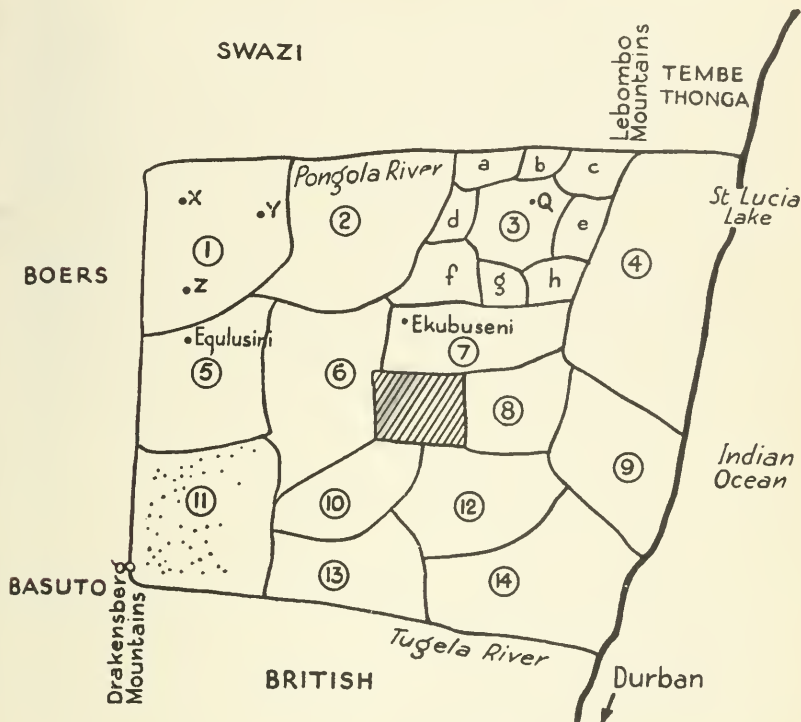 SWAZI
Lebombo
Mountains
TEMBE
THONGA
Pongola River
a
b
c
X
Y
Q
St Lucia
Lake
1
2
d
3
e
4
BOERS
Z
f
g
h
Equlusini
Ekubuseni
7
5
6
8
9
Indian
Ocean
11
10
12
13
14
BASUTO
Drakensberg
Mountains
Tugela River
BRITISH
Durban